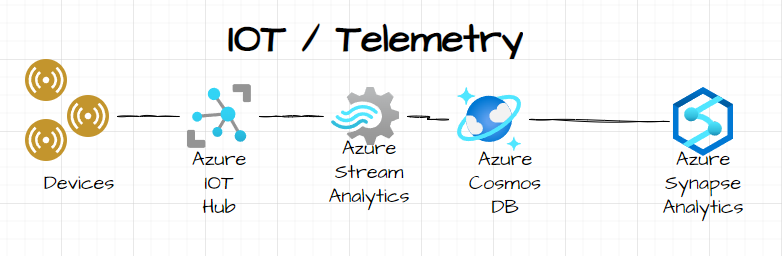 IOT / Telemetry
Devices
Azure
IOT
Hub
Azure
Stream
Analytics
Azure
Cosmos
DB
Azure
Synapse
Analytics